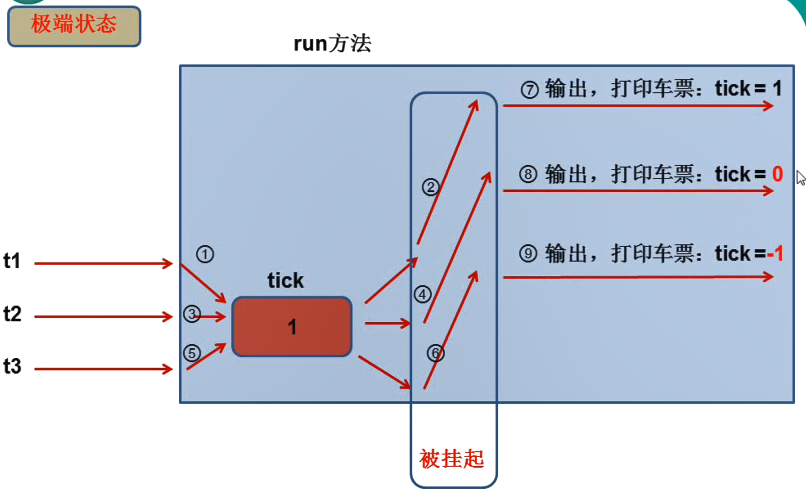 极端状态
run方法
⑦ 输出，打印车票：tick = 1
②
⑧ 输出，打印车票：tick = 0
①
⑨ 输出，打印车票：tick =-1
t1
tick
④
t2
③
1
t3
⑤
⑥
被挂起